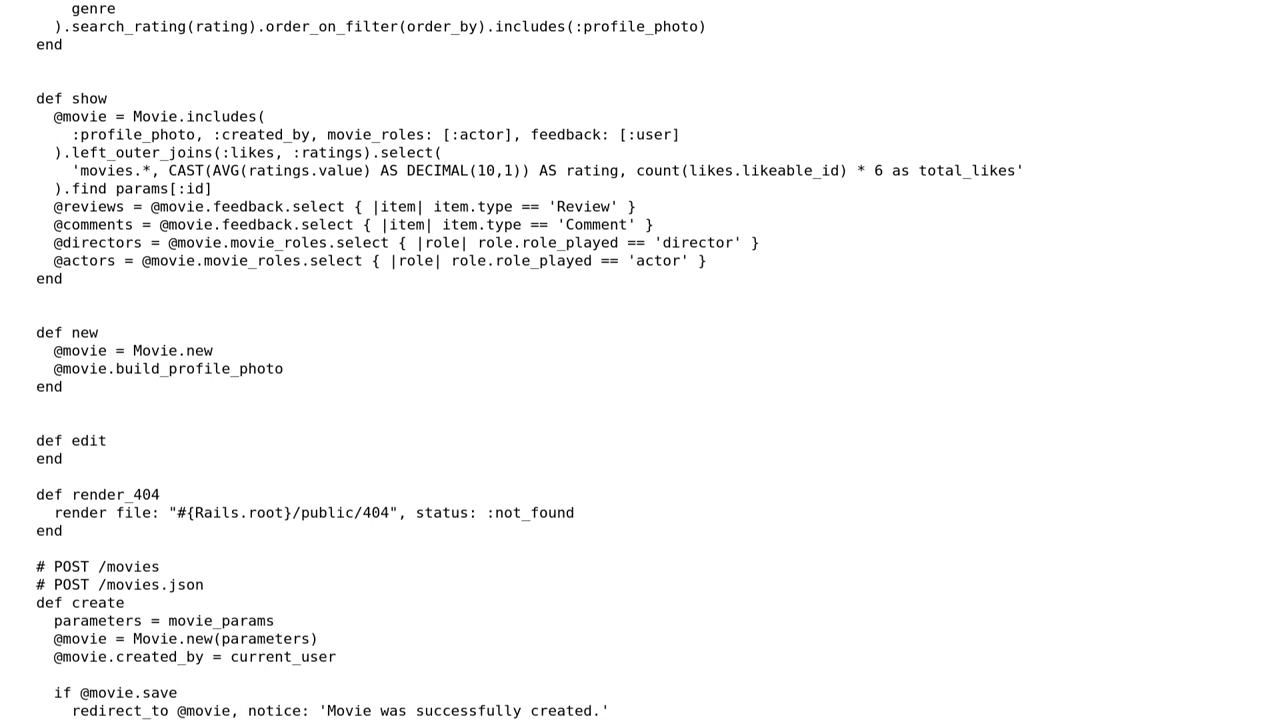 genre
).search_rating(rating).order_on_filter(order_by).includes(:profile_photo)
end
def show
@movie = Movie.includes(
:profile_photo, :created_by, movie_roles: [:actor], feedback: [:user]
).left_outer_joins(:likes, :ratings).select(
'movies.*, CAST(AVG(ratings.value) AS DECIMAL(10,1)) AS rating, count(likes.likeable_id) * 6 as total_likes'
).find params[:id]
@reviews = @movie.feedback.select { |item| item.type == 'Review' }
@comments = @movie.feedback.select { |item| item.type == 'Comment' }
@directors = @movie.movie_roles.select { |role| role.role_played == 'director' }
@actors = @movie.movie_roles.select { |role| role.role_played == 'actor' }
end
def new
@movie = Movie.new
@movie.build_profile_photo
end
def edit
end
def render_404
render file: "#{Rails.root}/public/404", status: :not_found
end
# POST /movies
# POST /movies.json
def create
parameters = movie_params
@movie = Movie.new(parameters)
@movie.created_by = current_user
if @movie.save
redirect_to @movie, notice: 'Movie was successfully created.'